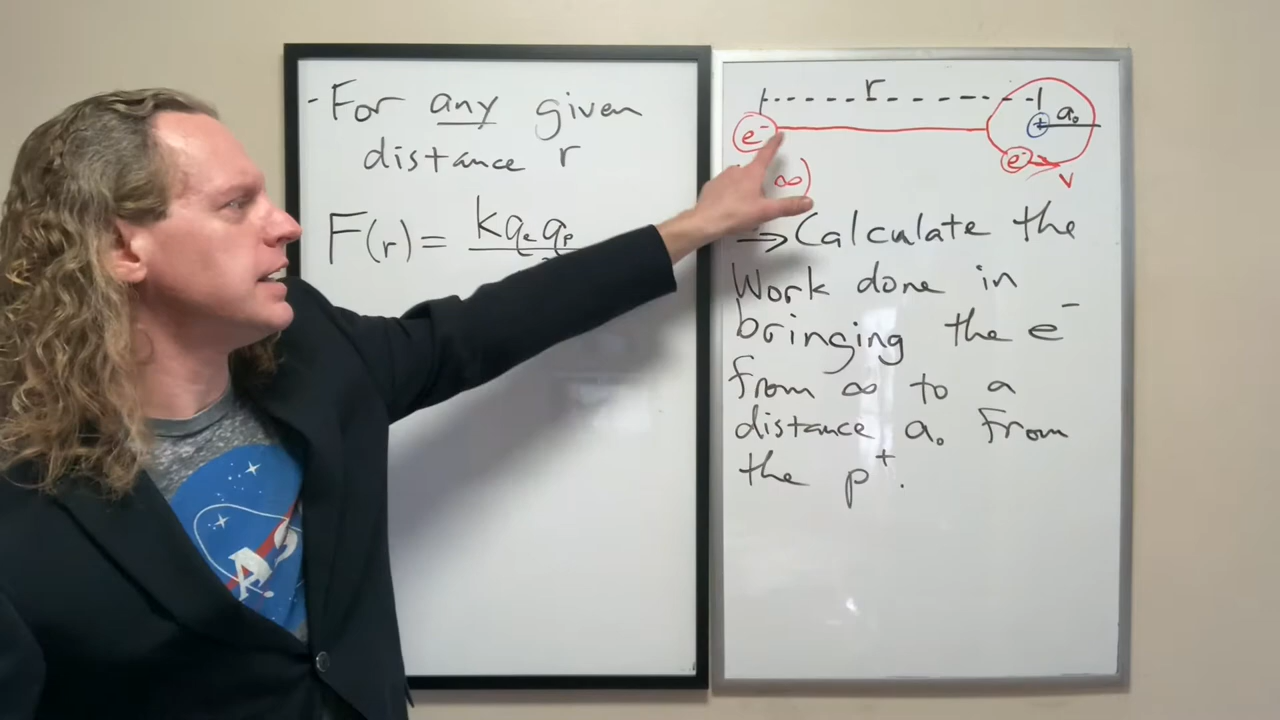 - For any given
distance r
F(r) = kqₑqₚ
r
e⁻
+
a₀
e⁻
v
∞)
→ Calculate the
Work done in
bringing the e⁻
from ∞ to a
distance a₀ from
the p⁺.